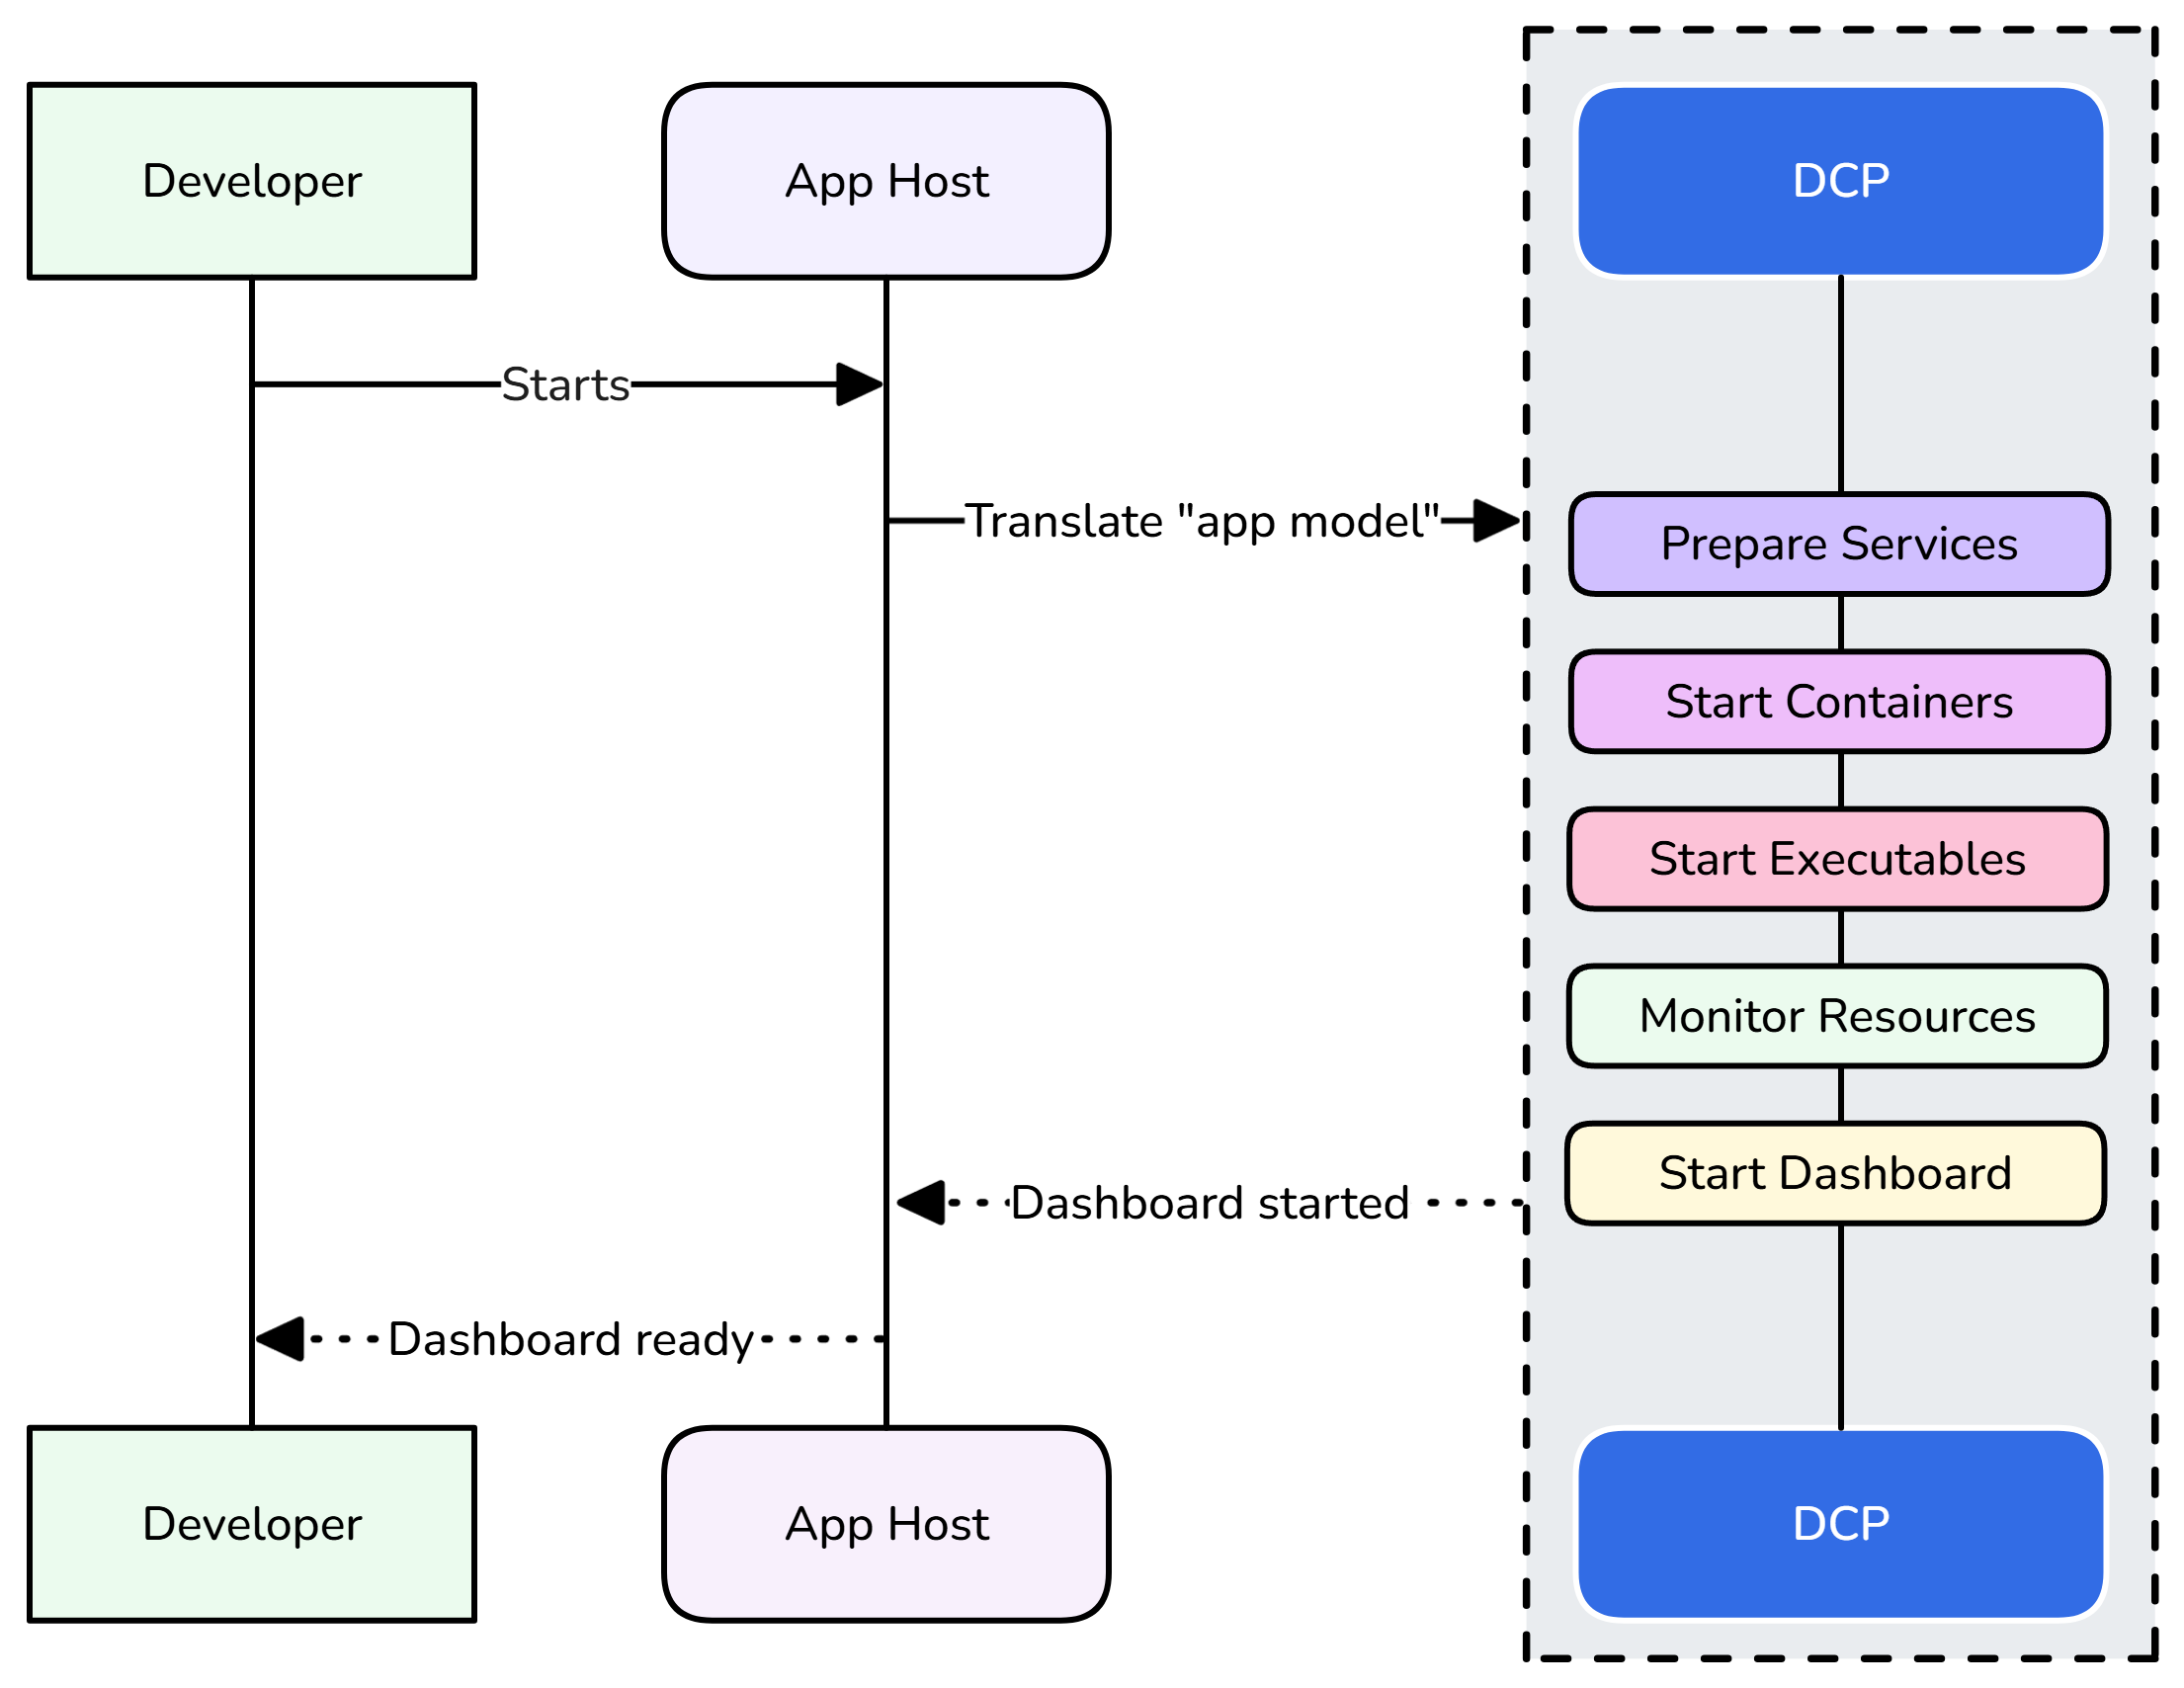 Developer
App Host
DCP
Starts
Translate "app model"
Prepare Services
Start Containers
Start Executables
Monitor Resources
Start Dashboard
Dashboard started
Dashboard ready
Developer
App Host
DCP